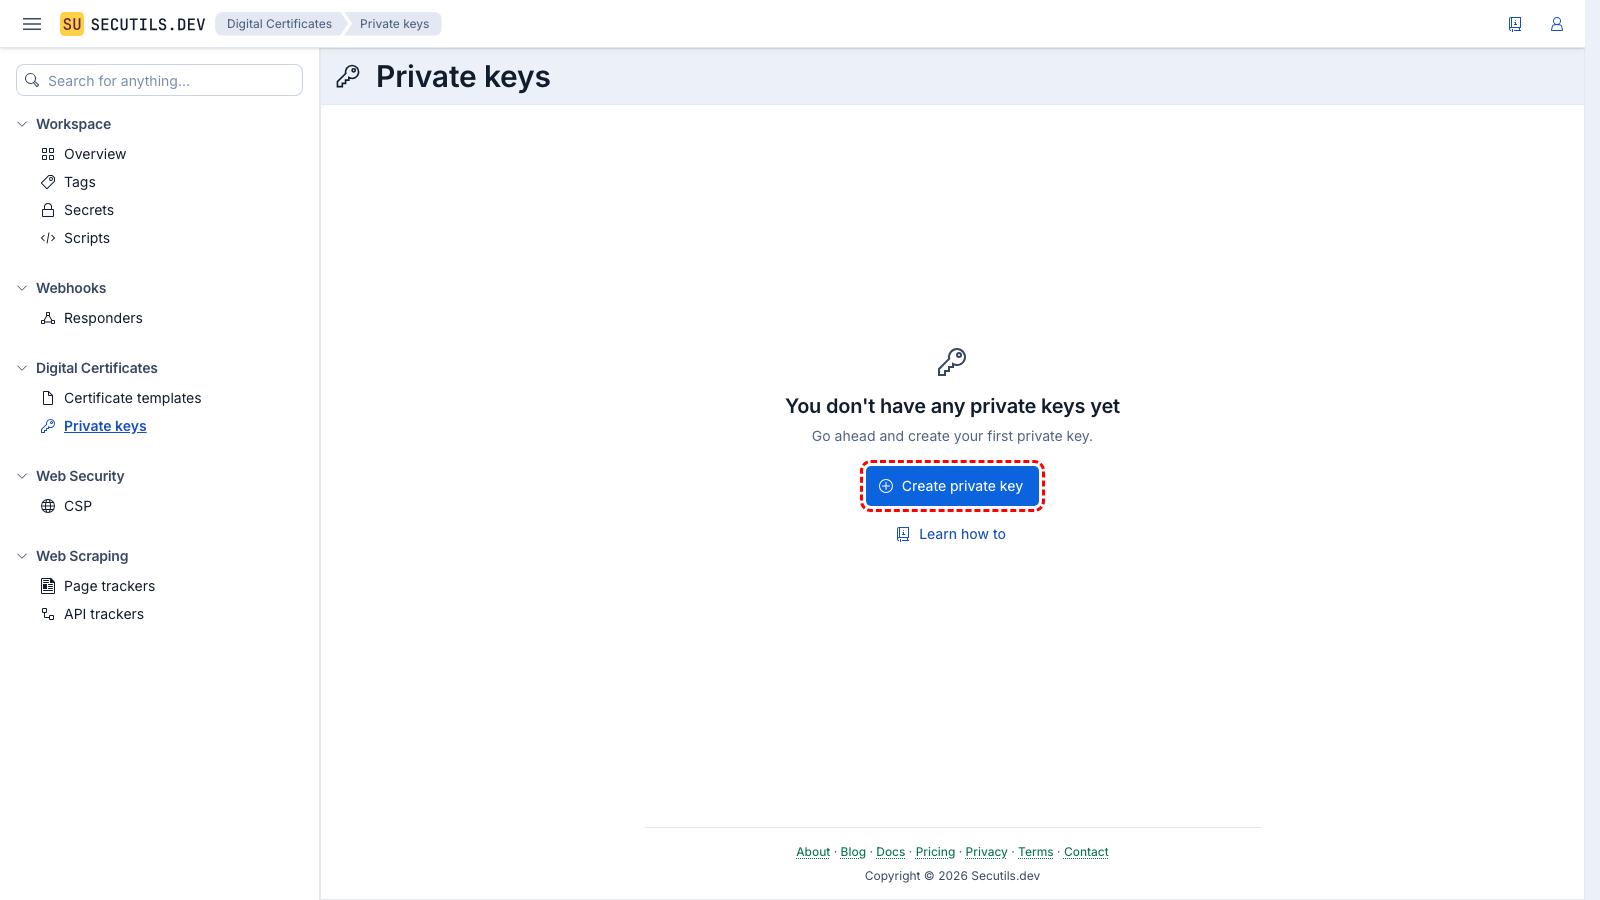 SU SECUTILS.DEV
Digital Certificates
Private keys
Search for anything...
Workspace
Overview
Tags
Secrets
Scripts
Webhooks
Responders
Digital Certificates
Certificate templates
Private keys
Web Security
CSP
Web Scraping
Page trackers
API trackers
Private keys
You don't have any private keys yet
Go ahead and create your first private key.
Create private key
Learn how to
About · Blog · Docs · Pricing · Privacy · Terms · Contact
Copyright © 2026 Secutils.dev